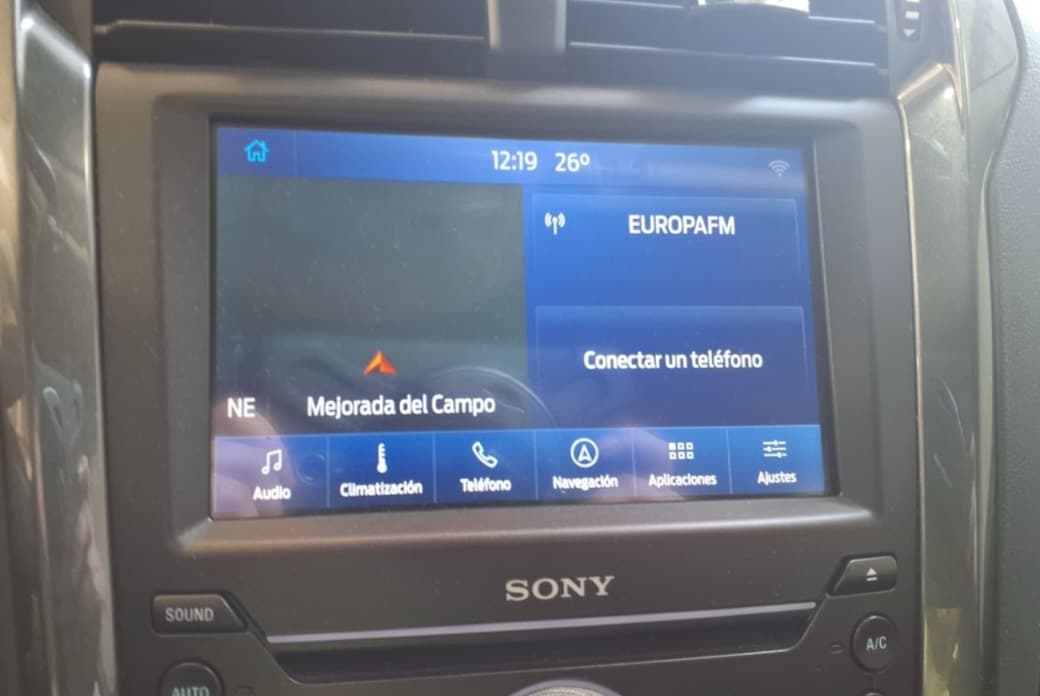 12:19 26º
EUROPAFM
Conectar un teléfono
NE Mejorada del Campo
Audio
Climatización
Teléfono
Navegación
Aplicaciones
Ajustes
SONY
SOUND
A/C
AUTO